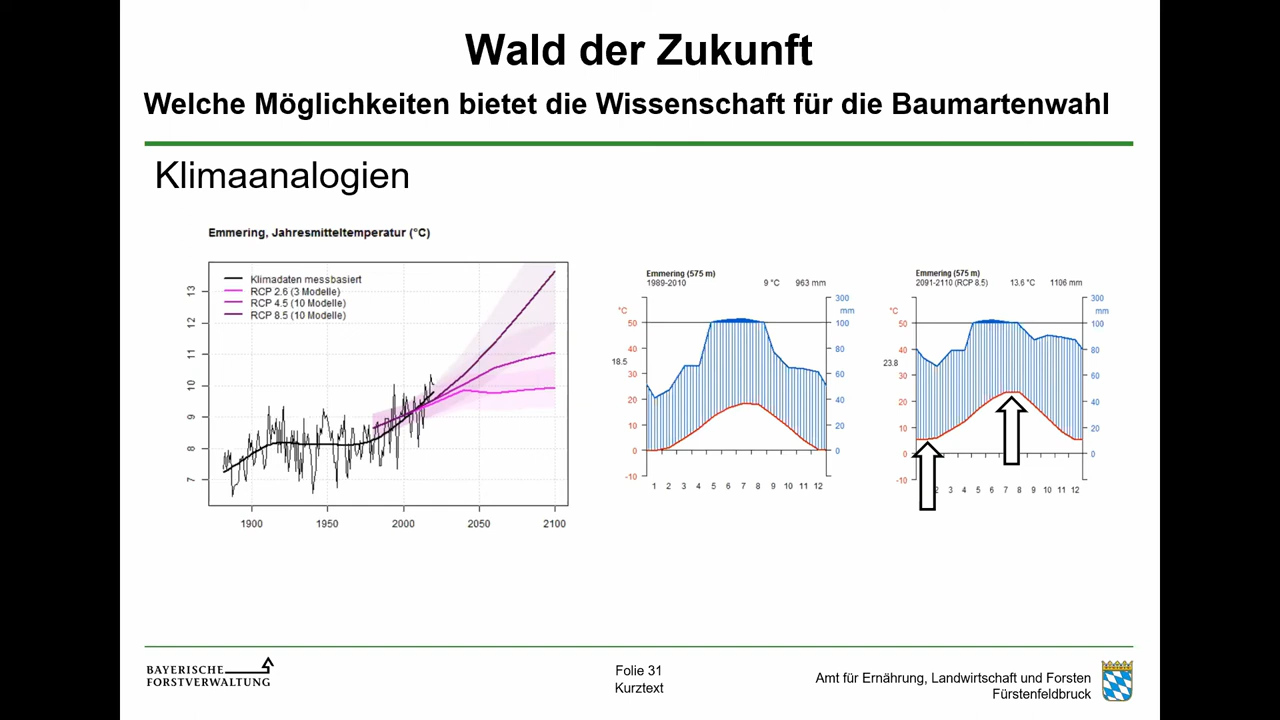 Wald der Zukunft
Welche Möglichkeiten bietet die Wissenschaft für die Baumartenwahl
Klimaanalogien
Emmering, Jahresmitteltemperatur (°C)
Klimadaten messbasiert
RCP 2.6 (3 Modelle)
RCP 4.5 (10 Modelle)
RCP 8.5 (10 Modelle)
13
12
11
10
9
8
7
1900 1950 2000 2050 2100
Emmering (575 m)
1989-2010 9 °C 963 mm
°C 300
mm
50 100
40 80
18.5
30 60
20 40
10 20
0 0
-10
1 2 3 4 5 6 7 8 9 10 11 12
Emmering (575 m)
2091-2110 (RCP 8.5) 13.6 °C 1106 mm
°C 300
mm
50 100
40 80
23.8
30 60
20 40
10 20
0 0
-10
2 3 4 5 6 7 8 9 10 11 12
BAYERISCHE
FORSTVERWALTUNG
Folie 31
Kurztext
Amt für Ernährung, Landwirtschaft und Forsten
Fürstenfeldbruck